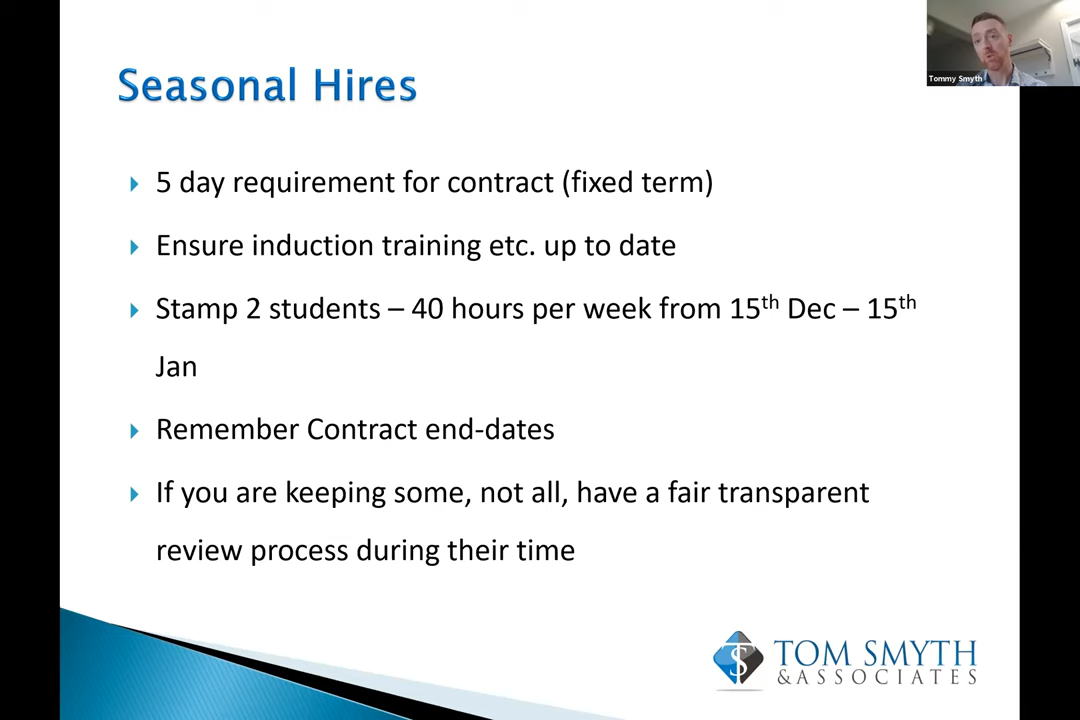 Tommy Smyth
Seasonal Hires
5 day requirement for contract (fixed term)
Ensure induction training etc. up to date
Stamp 2 students – 40 hours per week from 15th Dec – 15th
Jan
Remember Contract end-dates
If you are keeping some, not all, have a fair transparent
review process during their time
TOM SMYTH
&ASSOCIATES